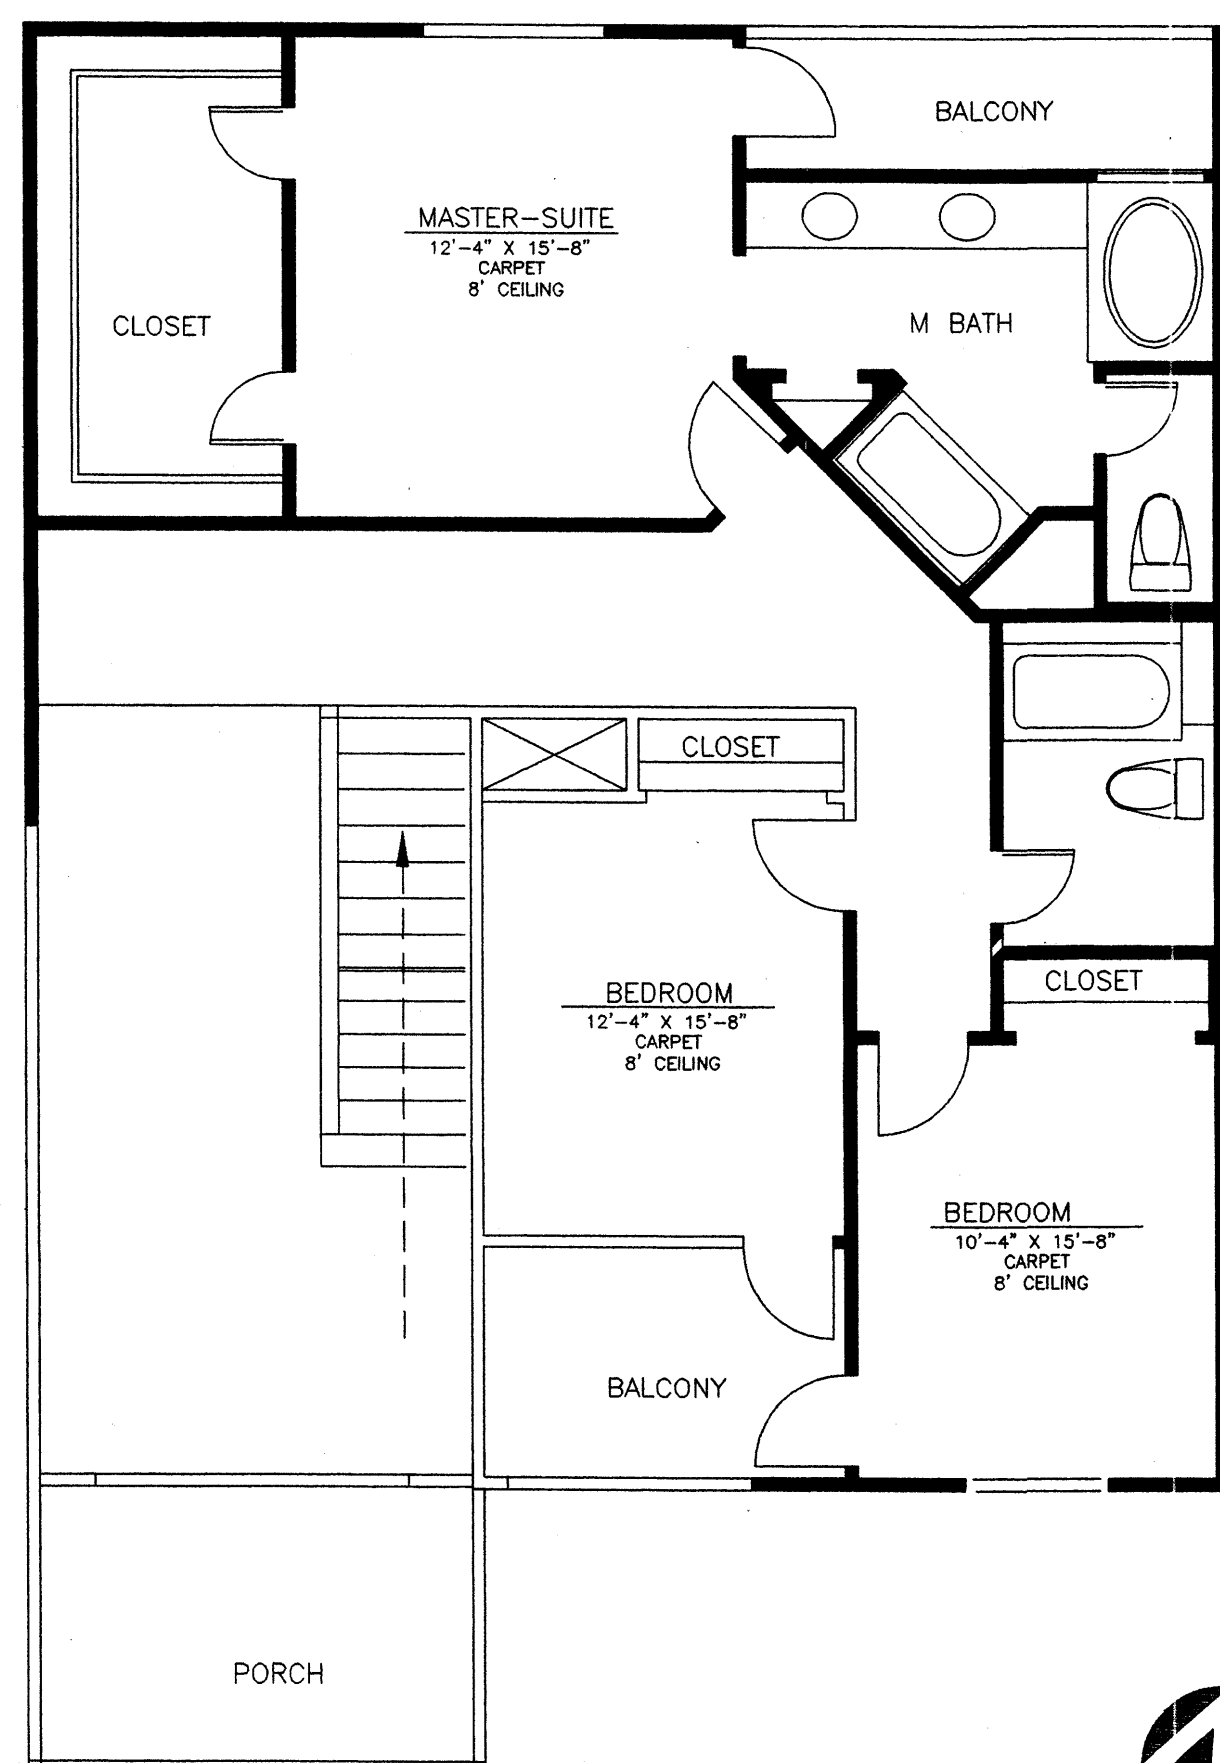 BALCONY
MASTER-SUITE
12'-4" X 15'-8"
CARPET
8' CEILING
CLOSET
M BATH
CLOSET
CLOSET
BEDROOM
12'-4" X 15'-8"
CARPET
8' CEILING
BEDROOM
10'-4" X 15'-8"
CARPET
8' CEILING
BALCONY
PORCH